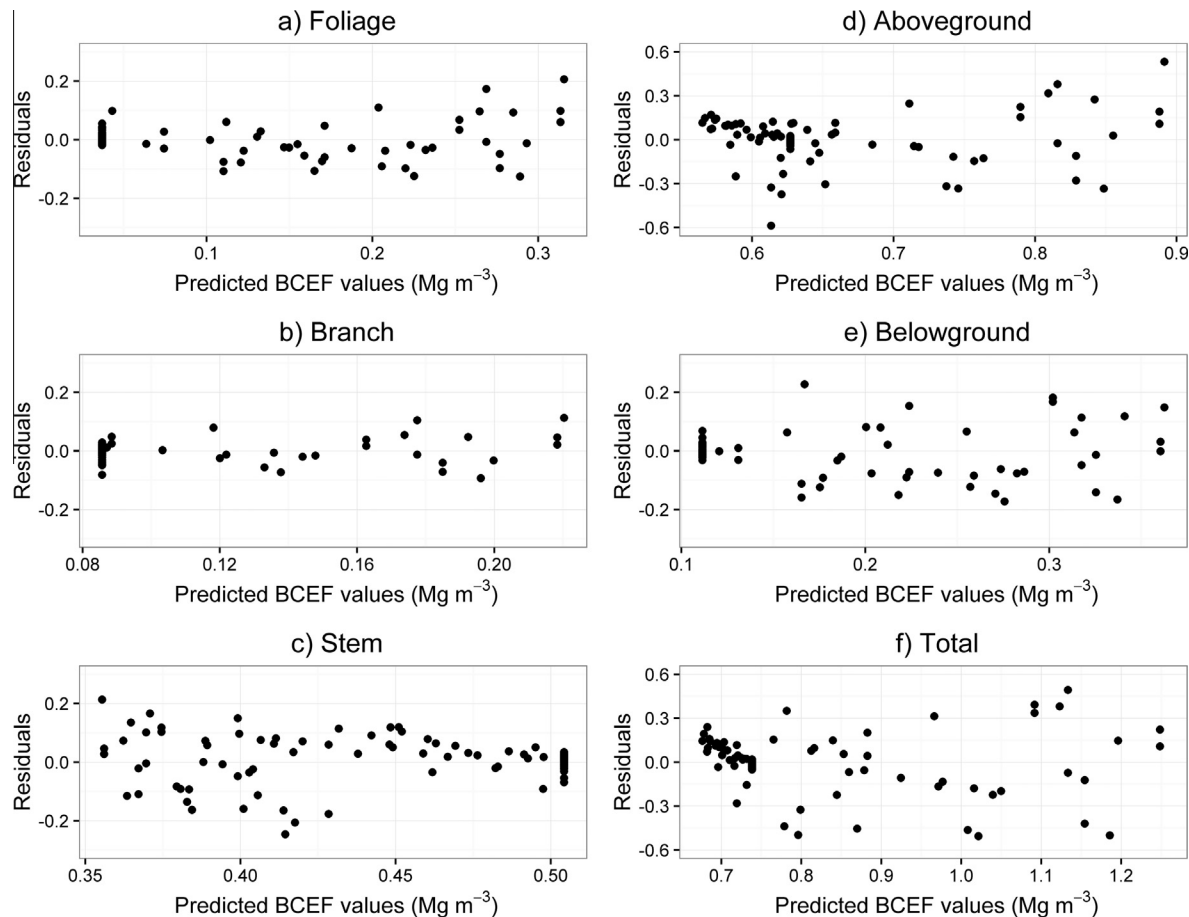 a) Foliage
Residuals
0.2
0.0
-0.2
0.1
0.2
0.3
Predicted BCEF values (Mg m⁻³)
b) Branch
Residuals
0.2
0.0
-0.2
0.08
0.12
0.16
0.20
Predicted BCEF values (Mg m⁻³)
c) Stem
Residuals
0.2
0.0
-0.2
0.35
0.40
0.45
0.50
Predicted BCEF values (Mg m⁻³)
d) Aboveground
Residuals
0.6
0.3
0.0
-0.3
-0.6
0.6
0.7
0.8
0.9
Predicted BCEF values (Mg m⁻³)
e) Belowground
Residuals
0.2
0.0
-0.2
0.1
0.2
0.3
Predicted BCEF values (Mg m⁻³)
f) Total
Residuals
0.6
0.3
0.0
-0.3
-0.6
0.7
0.8
0.9
1.0
1.1
1.2
Predicted BCEF values (Mg m⁻³)